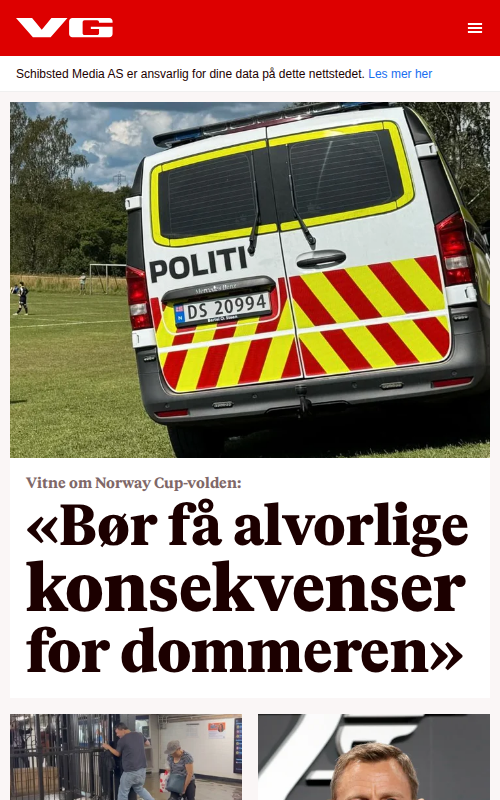 VG
Schibsted Media AS er ansvarlig for dine data på dette nettstedet. Les mer her
POLITI
DS 20994
Vitne om Norway Cup-volden:
«Bør få alvorlige
konsekvenser
for dommeren»